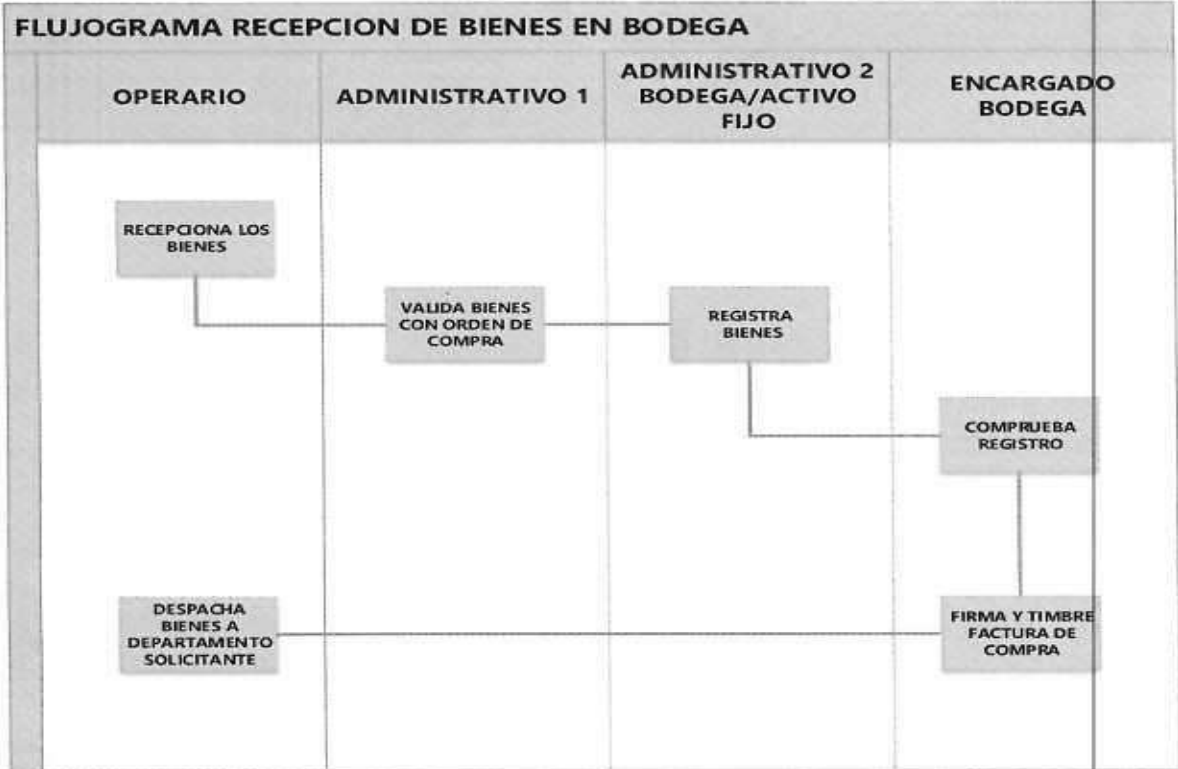 FLUJOGRAMA RECEPCION DE BIENES EN BODEGA
OPERARIO
ADMINISTRATIVO 1
ADMINISTRATIVO 2
BODEGA/ACTIVO
FIJO
ENCARGADO
BODEGA
RECEPCIONA LOS
BIENES
VALIDA BIENES
CON ORDEN DE
COMPRA
REGISTRA
BIENES
COMPRUEBA
REGISTRO
DESPACHA
BIENES A
DEPARTAMENTO
SOLICITANTE
FIRMA Y TIMBRE
FACTURA DE
COMPRA